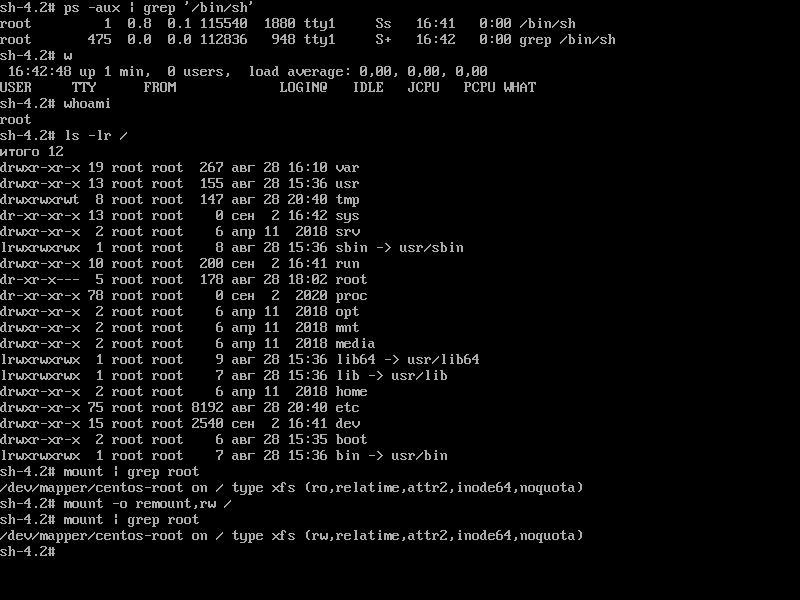 sh-4.2# ps -aux | grep '/bin/sh'
root         1  0.8  0.1 115540  1880 tty1     Ss   16:41   0:00 /bin/sh
root       475  0.0  0.0 112836   948 tty1     S+   16:42   0:00 grep /bin/sh
sh-4.2# w
 16:42:48 up 1 min,  0 users,  load average: 0,00, 0,00, 0,00
USER     TTY      FROM             LOGIN@   IDLE   JCPU   PCPU WHAT
sh-4.2# whoami
root
sh-4.2# ls -lr /
итого 12
drwxr-xr-x 19 root root  267 авг 28 16:10 var
drwxr-xr-x 13 root root  155 авг 28 15:36 usr
drwxrwxrwt  8 root root  147 авг 28 20:40 tmp
dr-xr-xr-x 13 root root    0 сен  2 16:42 sys
drwxr-xr-x  2 root root    6 апр 11  2018 srv
lrwxrwxrwx  1 root root    8 авг 28 15:36 sbin -> usr/sbin
drwxr-xr-x 10 root root  200 сен  2 16:41 run
dr-xr-x---  5 root root  178 авг 28 18:02 root
dr-xr-xr-x 78 root root    0 сен  2  2020 proc
drwxr-xr-x  2 root root    6 апр 11  2018 opt
drwxr-xr-x  2 root root    6 апр 11  2018 mnt
drwxr-xr-x  2 root root    6 апр 11  2018 media
lrwxrwxrwx  1 root root    9 авг 28 15:36 lib64 -> usr/lib64
lrwxrwxrwx  1 root root    7 авг 28 15:36 lib -> usr/lib
drwxr-xr-x  2 root root    6 апр 11  2018 home
drwxr-xr-x 75 root root 8192 авг 28 20:40 etc
drwxr-xr-x 15 root root 2540 сен  2 16:41 dev
drwxr-xr-x  2 root root    6 авг 28 15:35 boot
lrwxrwxrwx  1 root root    7 авг 28 15:36 bin -> usr/bin
sh-4.2# mount | grep root
/dev/mapper/centos-root on / type xfs (ro,relatime,attr2,inode64,noquota)
sh-4.2# mount -o remount,rw /
sh-4.2# mount | grep root
/dev/mapper/centos-root on / type xfs (rw,relatime,attr2,inode64,noquota)
sh-4.2#